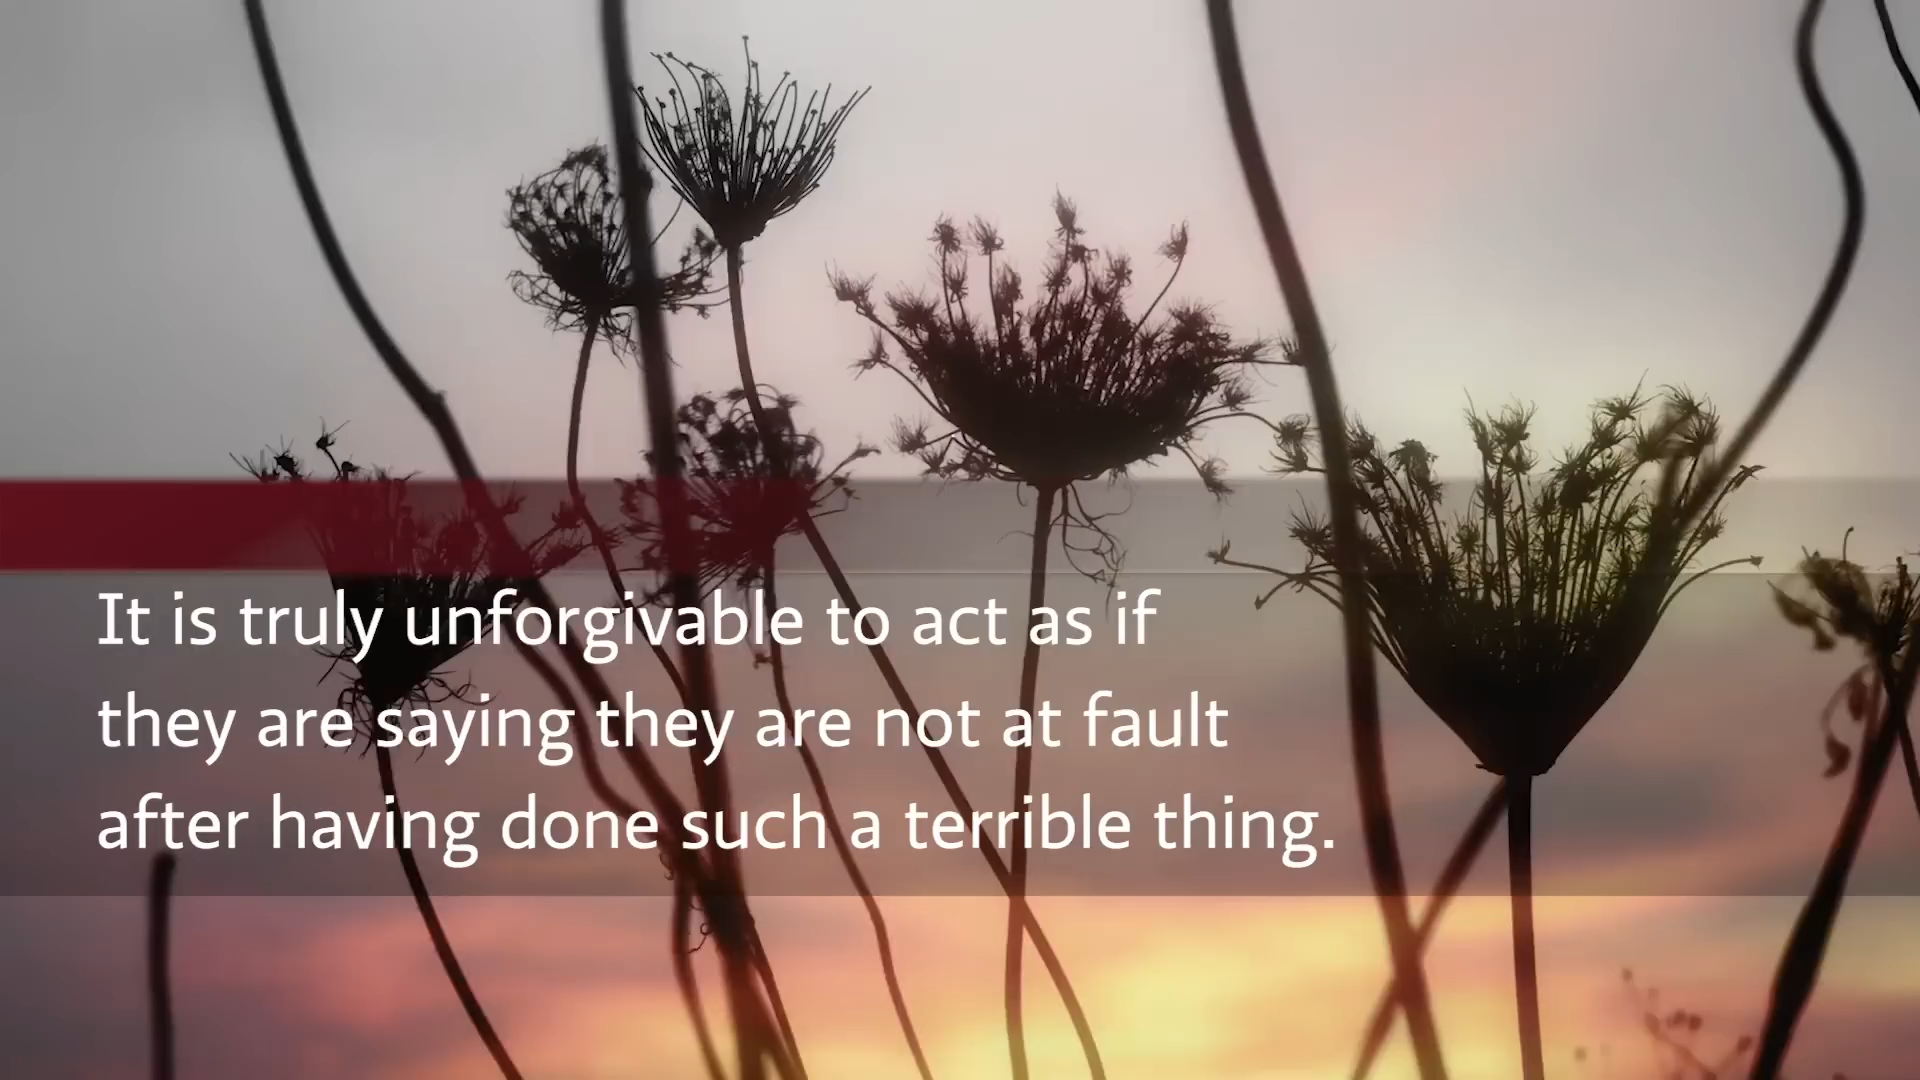 It is truly unforgivable to act as if
they are saying they are not at fault
after having done such a terrible thing.